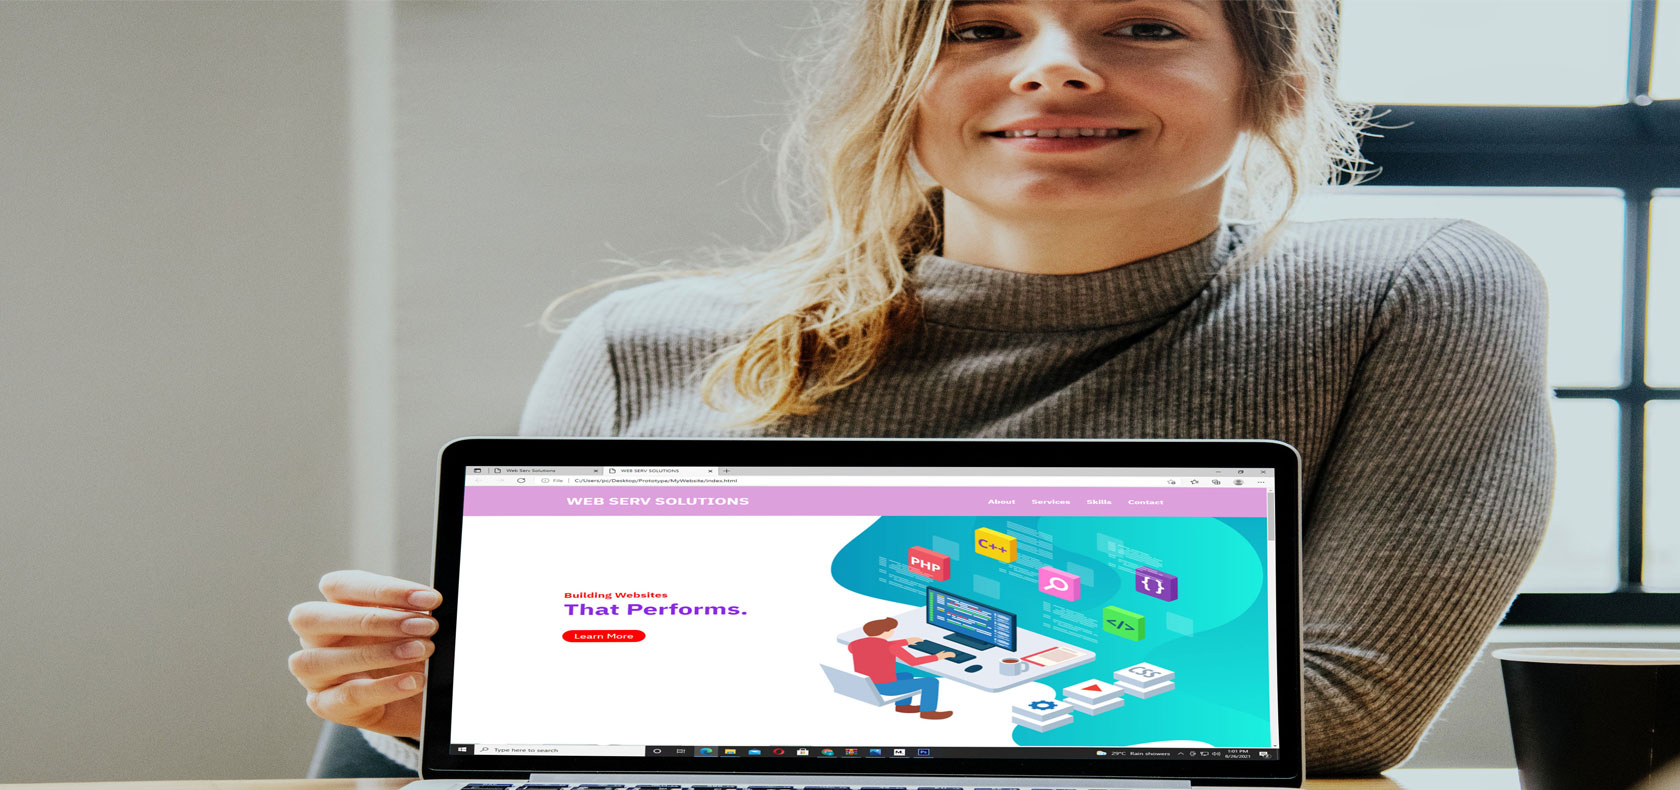 Web Serv Solutions
WEB SERV SOLUTIONS
File
C:/Users/pc/Desktop/Prototype/MyWebsite/index.html
WEB SERV SOLUTIONS
About Services Skills Contact
C++
PHP
{ }
</>
Building Websites
That Performs.
Learn More
CSS
Type here to search
29°C Rain showers
1:01 PM
8/26/2021